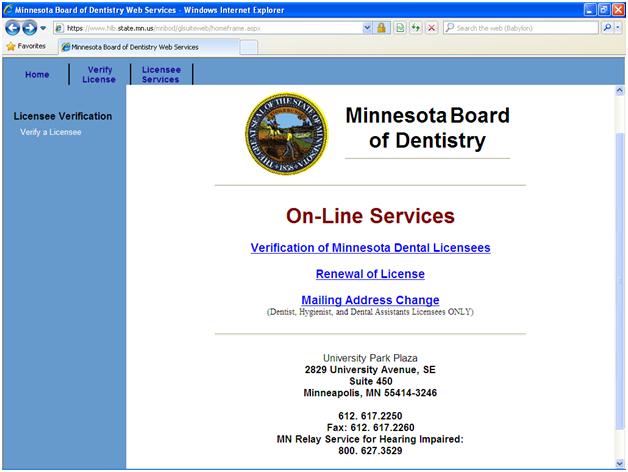 Minnesota Board of Dentistry Web Services - Windows Internet Explorer
https://www.hlb.state.mn.us/mnbod/glsuiteweb/homeframe.aspx
Search the web (Babylon)
Favorites
Minnesota Board of Dentistry Web Services
Home
Verify
License
Licensee
Services
Licensee Verification
Verify a Licensee
THE GREAT SEAL OF THE STATE OF MINNESOTA
1858
Minnesota Board
of Dentistry
On-Line Services
Verification of Minnesota Dental Licensees
Renewal of License
Mailing Address Change
(Dentist, Hygienist, and Dental Assistants Licensees ONLY)
University Park Plaza
2829 University Avenue, SE
Suite 450
Minneapolis, MN 55414-3246
612. 617.2250
Fax: 612. 617.2260
MN Relay Service for Hearing Impaired:
800. 627.3529